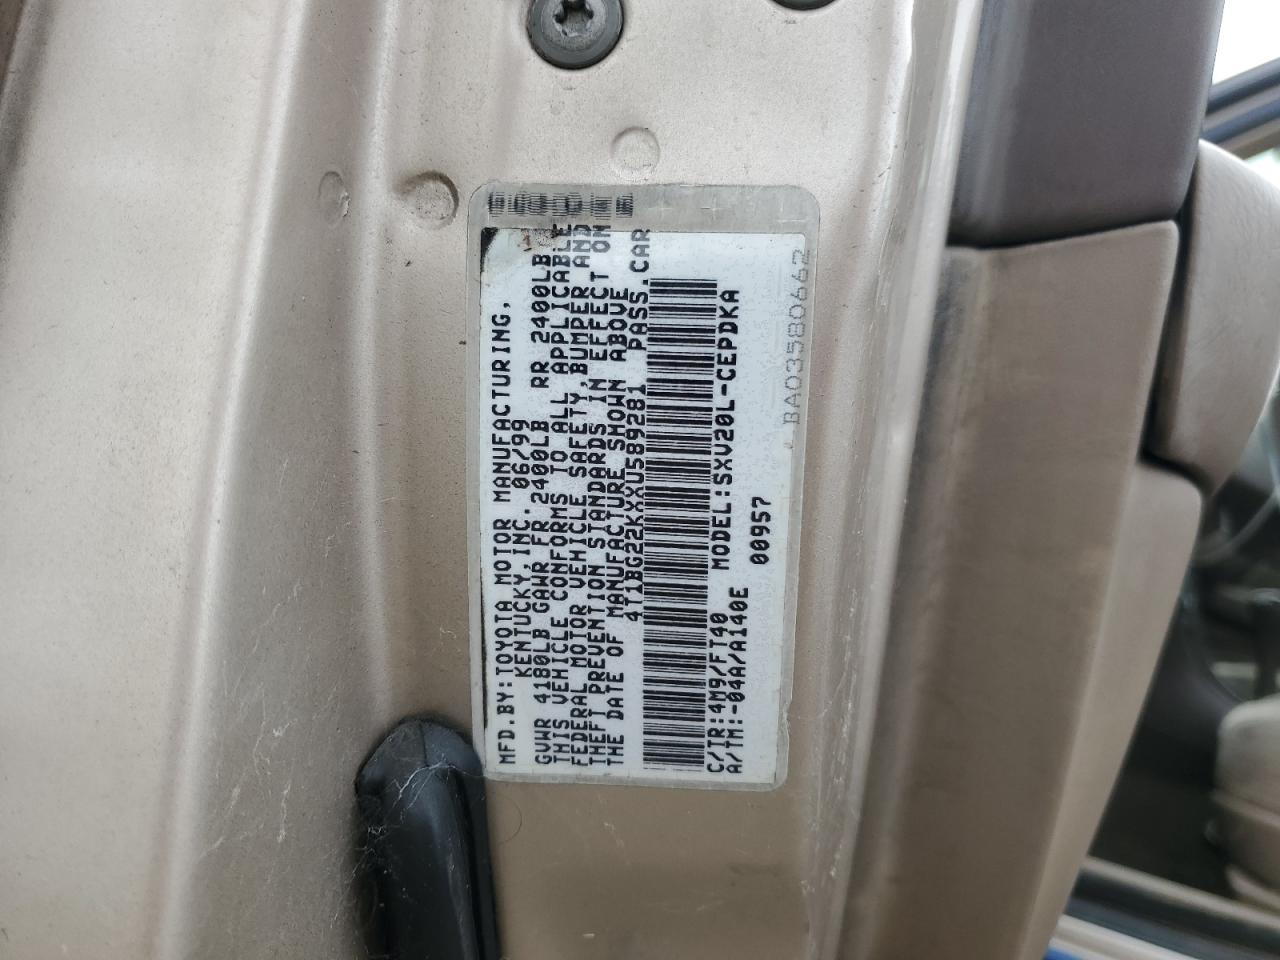 MFD.BY:TOYOTA MOTOR MANUFACTURING,
KENTUCKY,INC. 06/99
GVWR 4180LB GAWR FR 2400LB RR 2400LB
THIS VEHICLE CONFORMS TO ALL APPLICABLE
FEDERAL MOTOR VEHICLE SAFETY,BUMPER AND
THEFT PREVENTION STANDARDS IN EFFECT ON
THE DATE OF MANUFACTURE SHOWN ABOVE
4T1BG22KXXU589281 PASS.CAR
C/TR:4M9/FT40 MODEL:SXV20L-CEPDKA
A/TM:-04A/A140E 00957
BA03580662